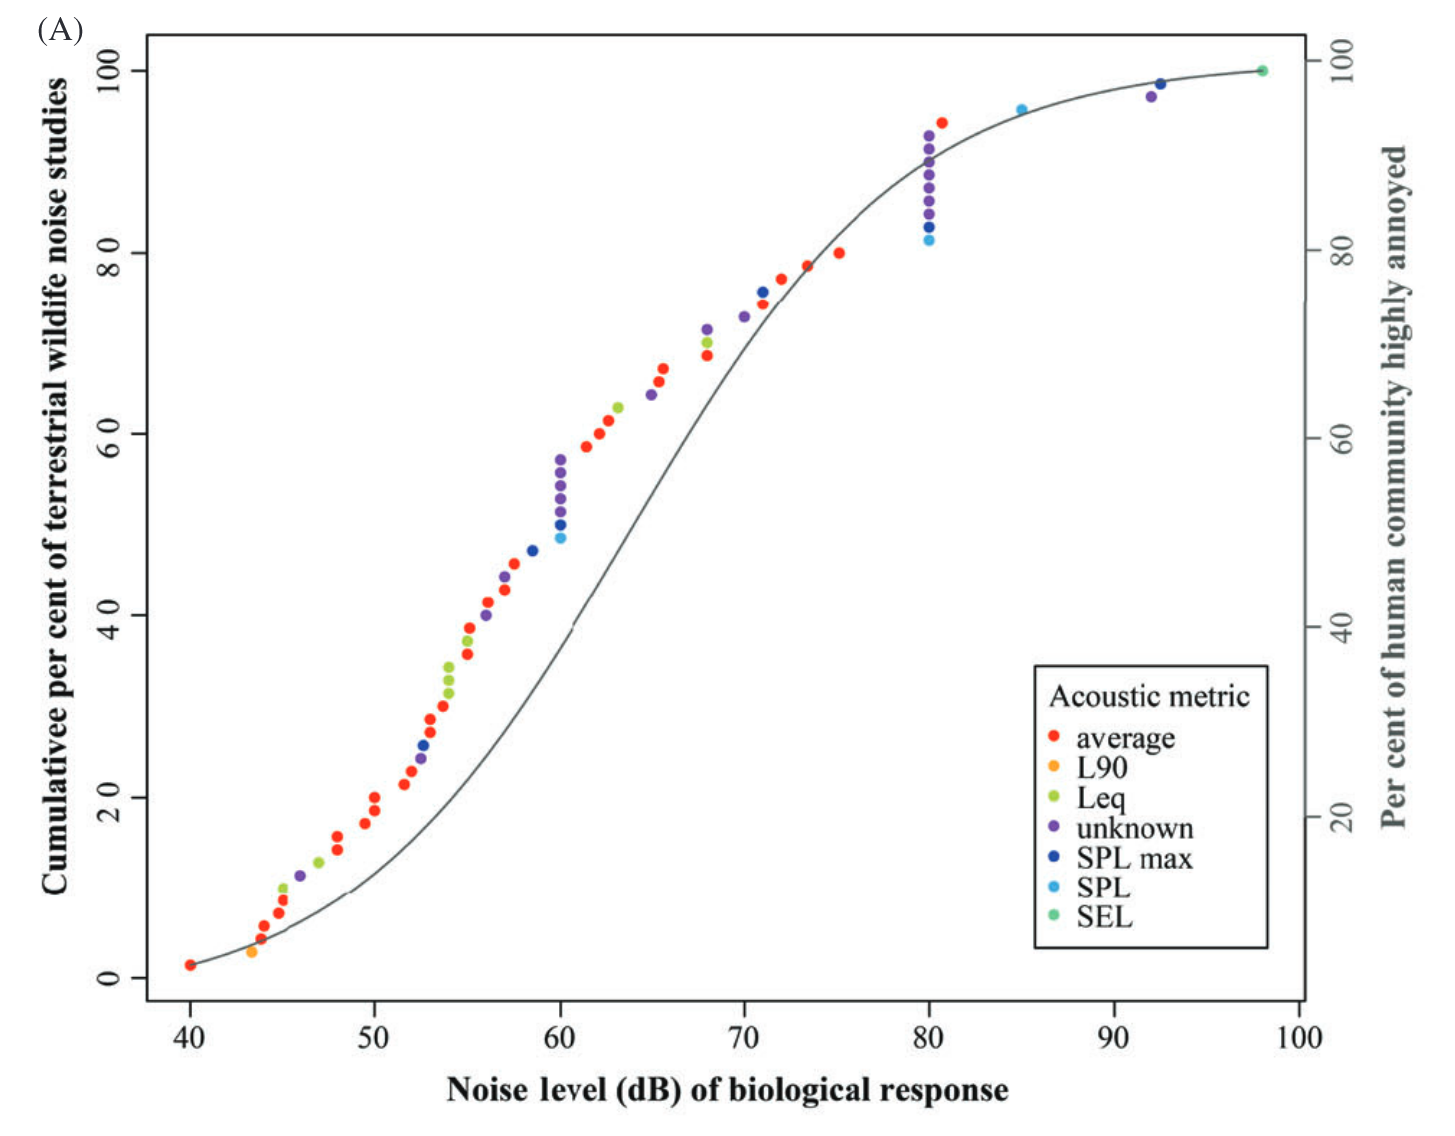 (A)
Cumulativee per cent of terrestrial wildife noise studies
100
80
60
40
20
0
100
80
60
40
20
Per cent of human community highly annoyed
Acoustic metric
average
L90
Leq
unknown
SPL max
SPL
SEL
40 50 60 70 80 90 100
Noise level (dB) of biological response